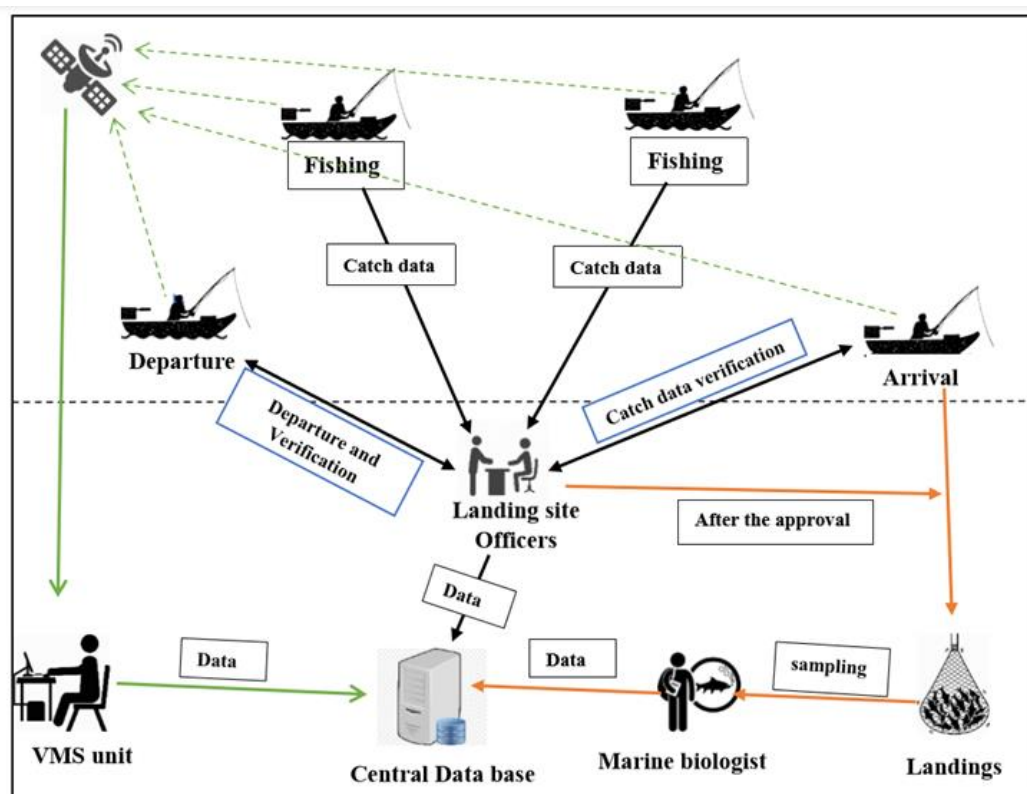 Fishing
Fishing
Catch data
Catch data
Departure
Catch data verification
Arrival
Departure and
Verification
Landing site
Officers
After the approval
Data
Data
Data
sampling
VMS unit
Central Data base
Marine biologist
Landings